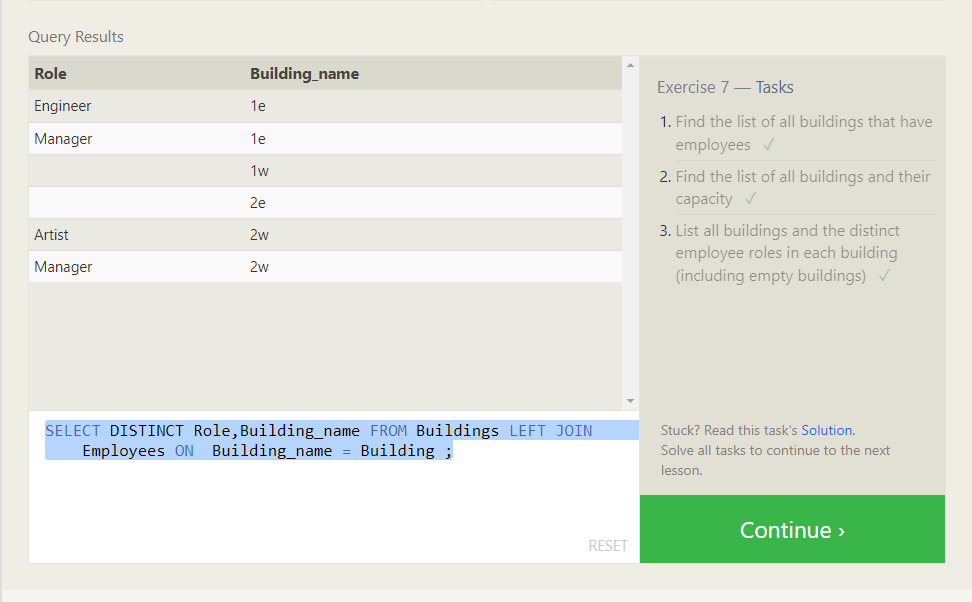 Query Results
Role Building_name
Engineer 1e
Manager 1e
1w
2e
Artist 2w
Manager 2w
SELECT DISTINCT Role,Building_name FROM Buildings LEFT JOIN
Employees ON  Building_name = Building ;
RESET
Exercise 7 — Tasks
1. Find the list of all buildings that have
employees ✓
2. Find the list of all buildings and their
capacity ✓
3. List all buildings and the distinct
employee roles in each building
(including empty buildings) ✓
Stuck? Read this task's Solution.
Solve all tasks to continue to the next
lesson.
Continue ›